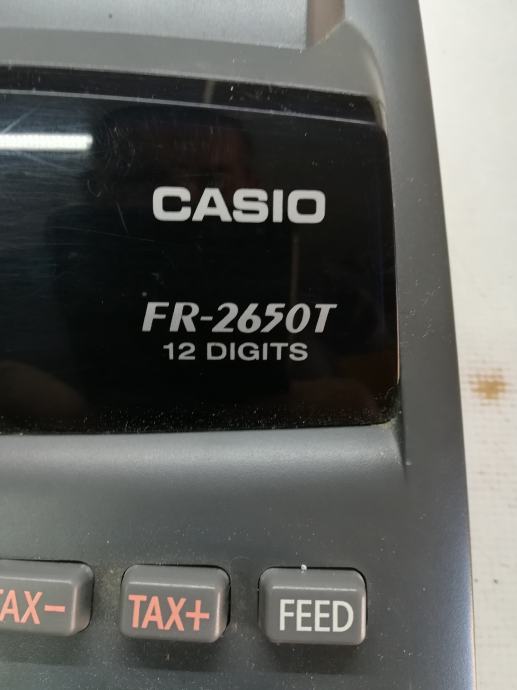 CASIO
FR-2650T
12 DIGITS
TAX- TAX+ FEED